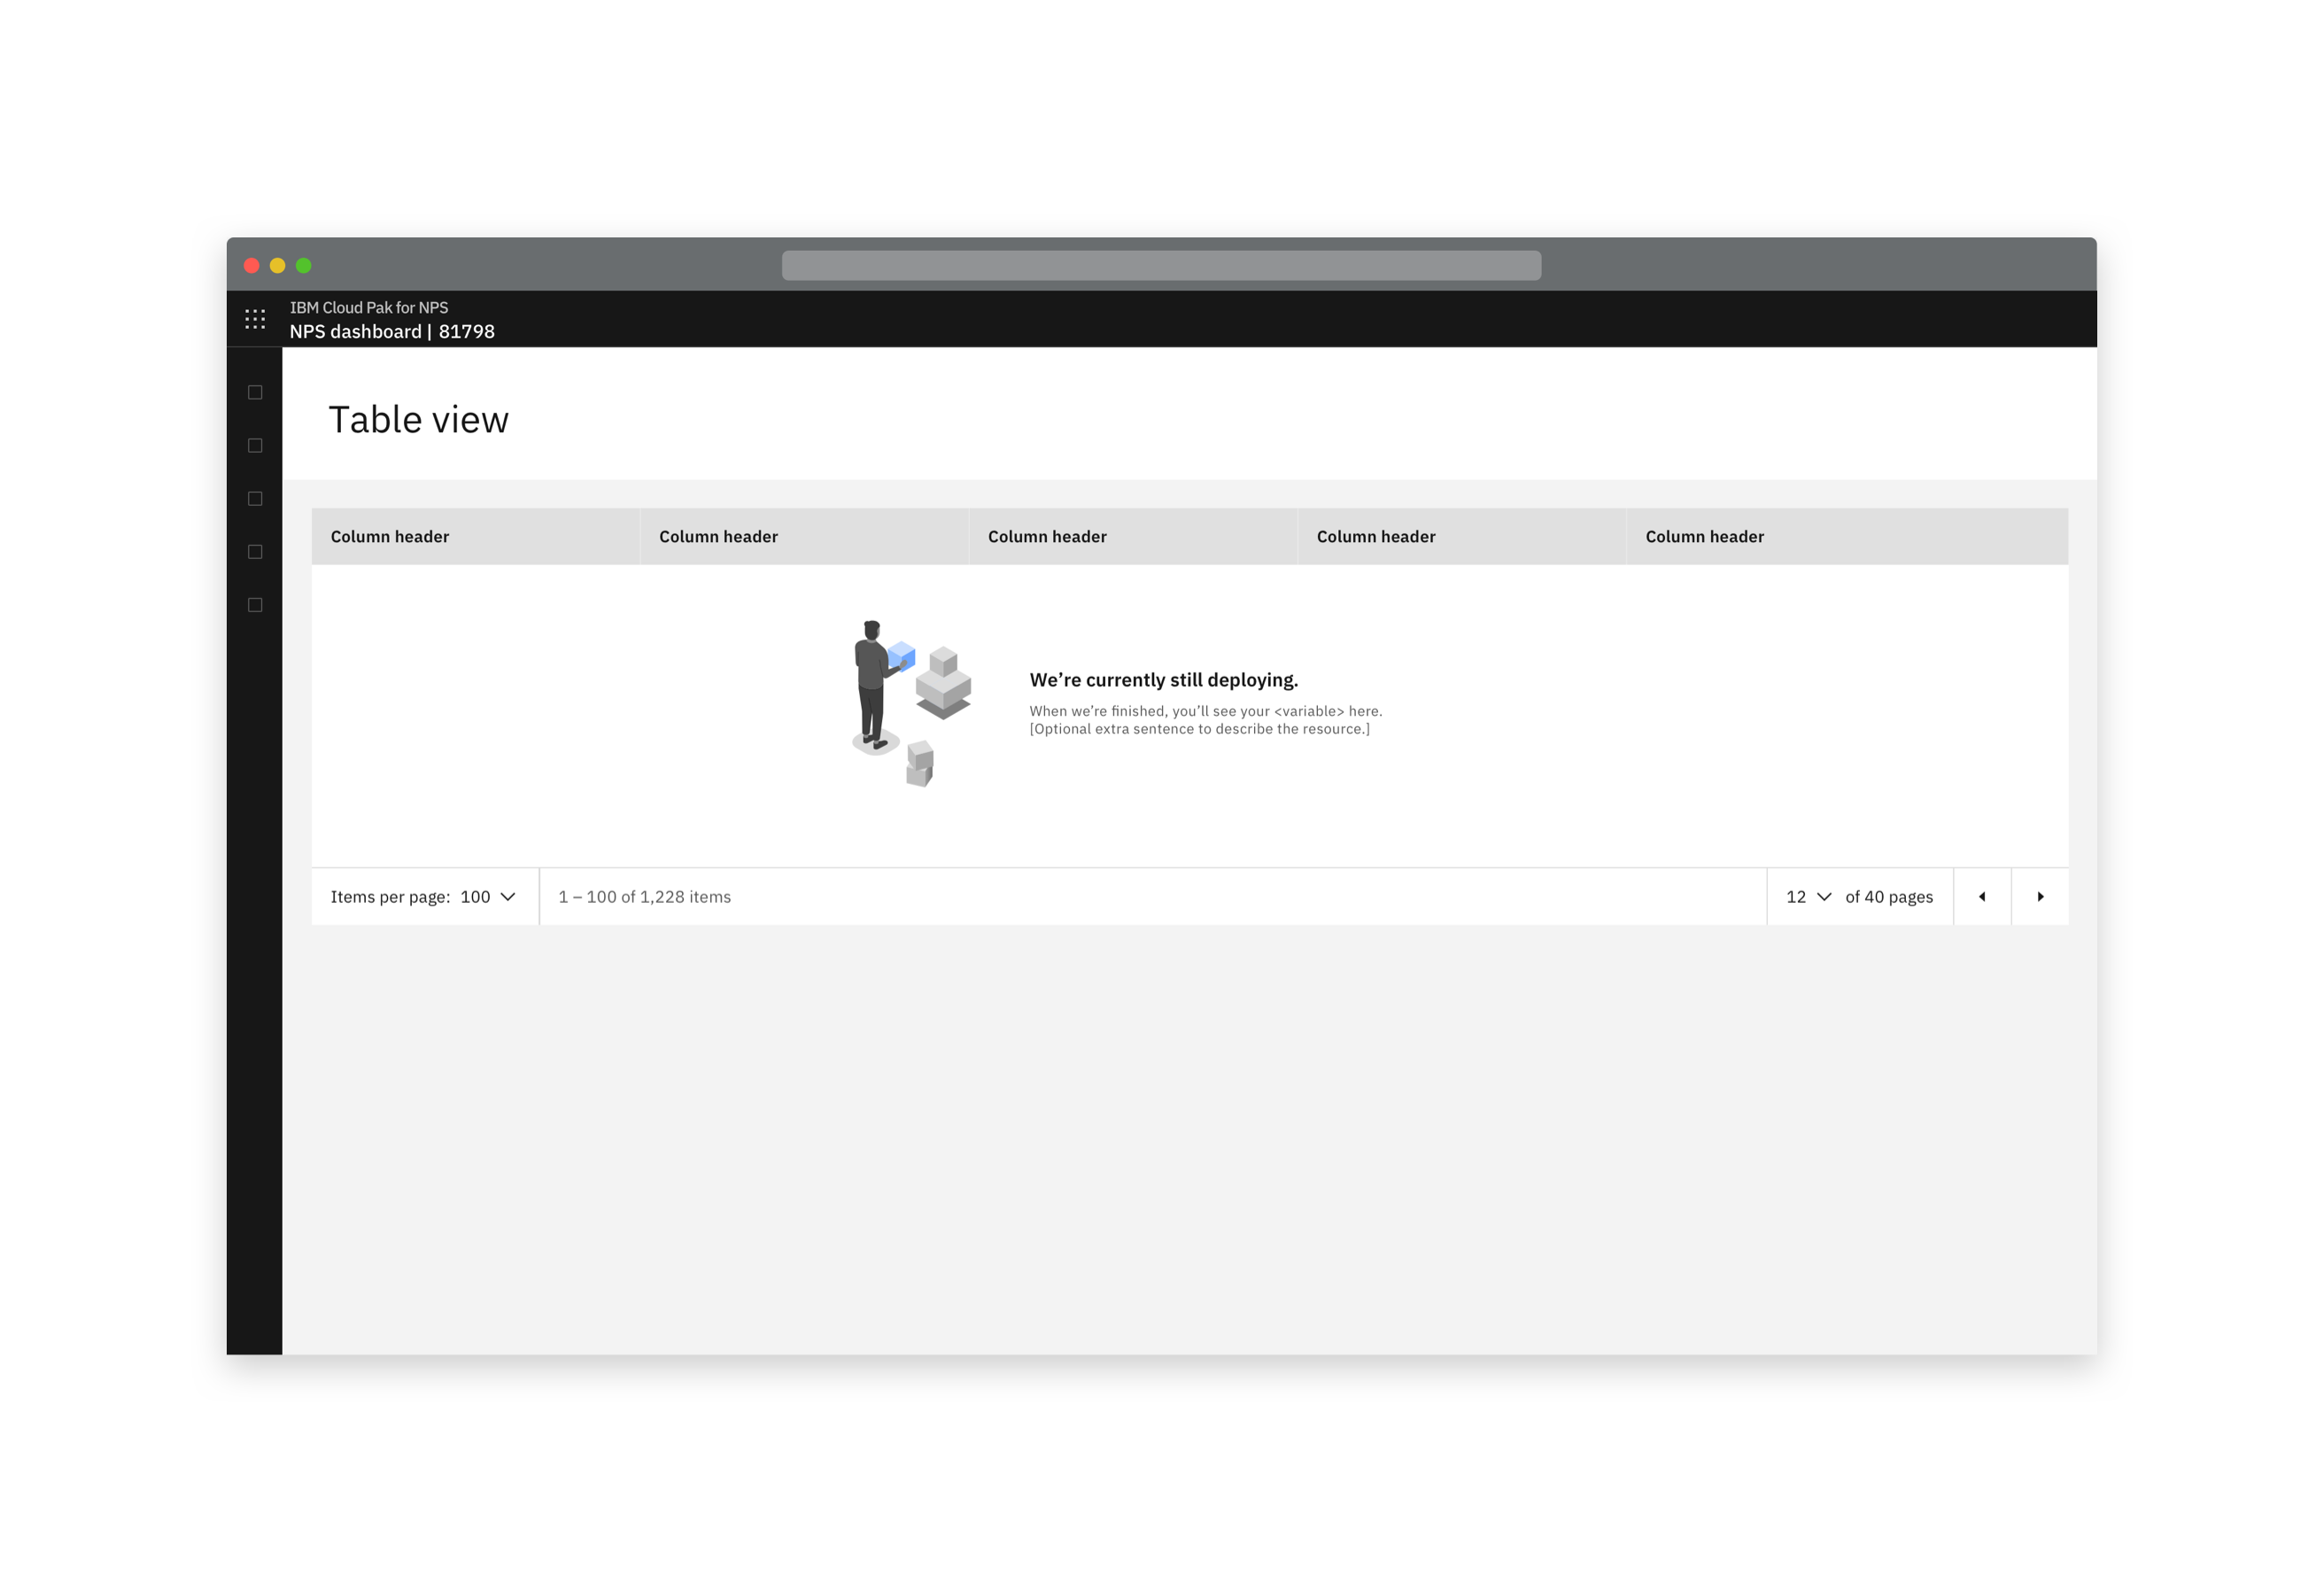 IBM Cloud Pak for NPS
NPS dashboard | 81798
Table view
Column header
Column header
Column header
Column header
Column header
We’re currently still deploying.
When we’re finished, you’ll see your <variable> here.
[Optional extra sentence to describe the resource.]
Items per page: 100
1 – 100 of 1,228 items
12 of 40 pages